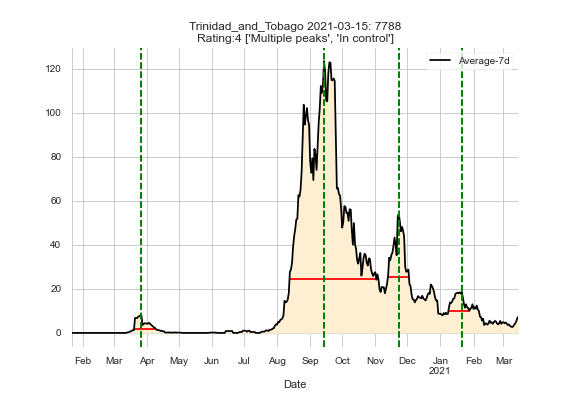 Trinidad_and_Tobago 2021-03-15: 7788
Rating:4 ['Multiple peaks', 'In control']
Average-7d
120
100
80
60
40
20
0
Feb Mar Apr May Jun Jul Aug Sep Oct Nov Dec Jan Feb Mar
2021
Date